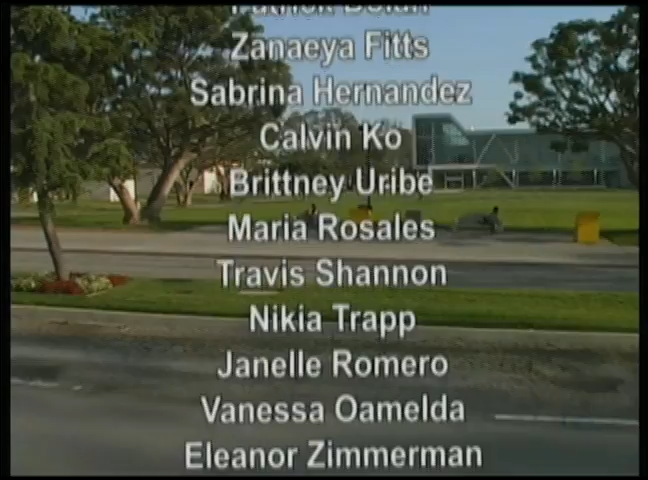 Zanaeya Fitts
Sabrina Hernandez
Calvin Ko
Brittney Uribe
Maria Rosales
Travis Shannon
Nikia Trapp
Janelle Romero
Vanessa Oamelda
Eleanor Zimmerman